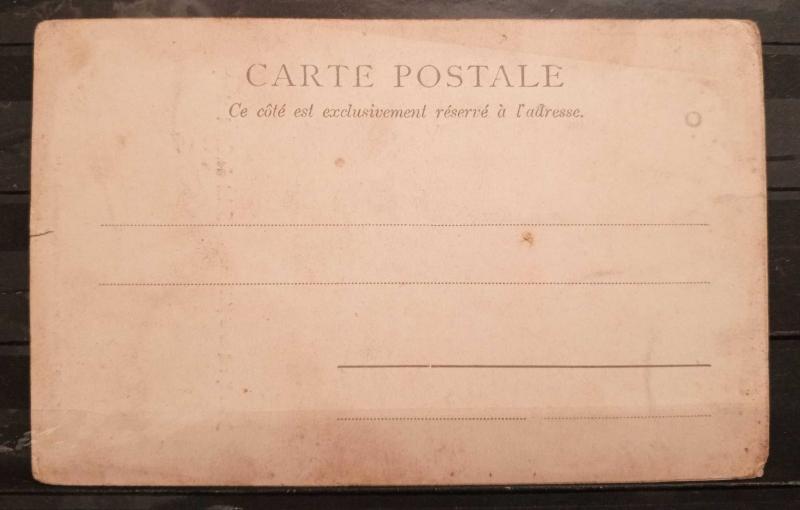 CARTE POSTALE
Ce côté est exclusivement réservé à l'adresse.